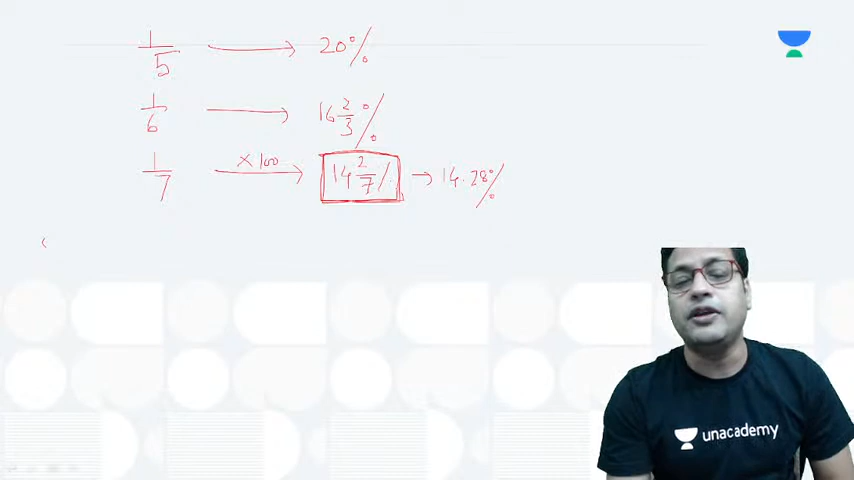 1/5 → 20%
1/6 → 16 2/3 %
1/7 ×100 → 14 2/7 % → 14.28%
unacademy